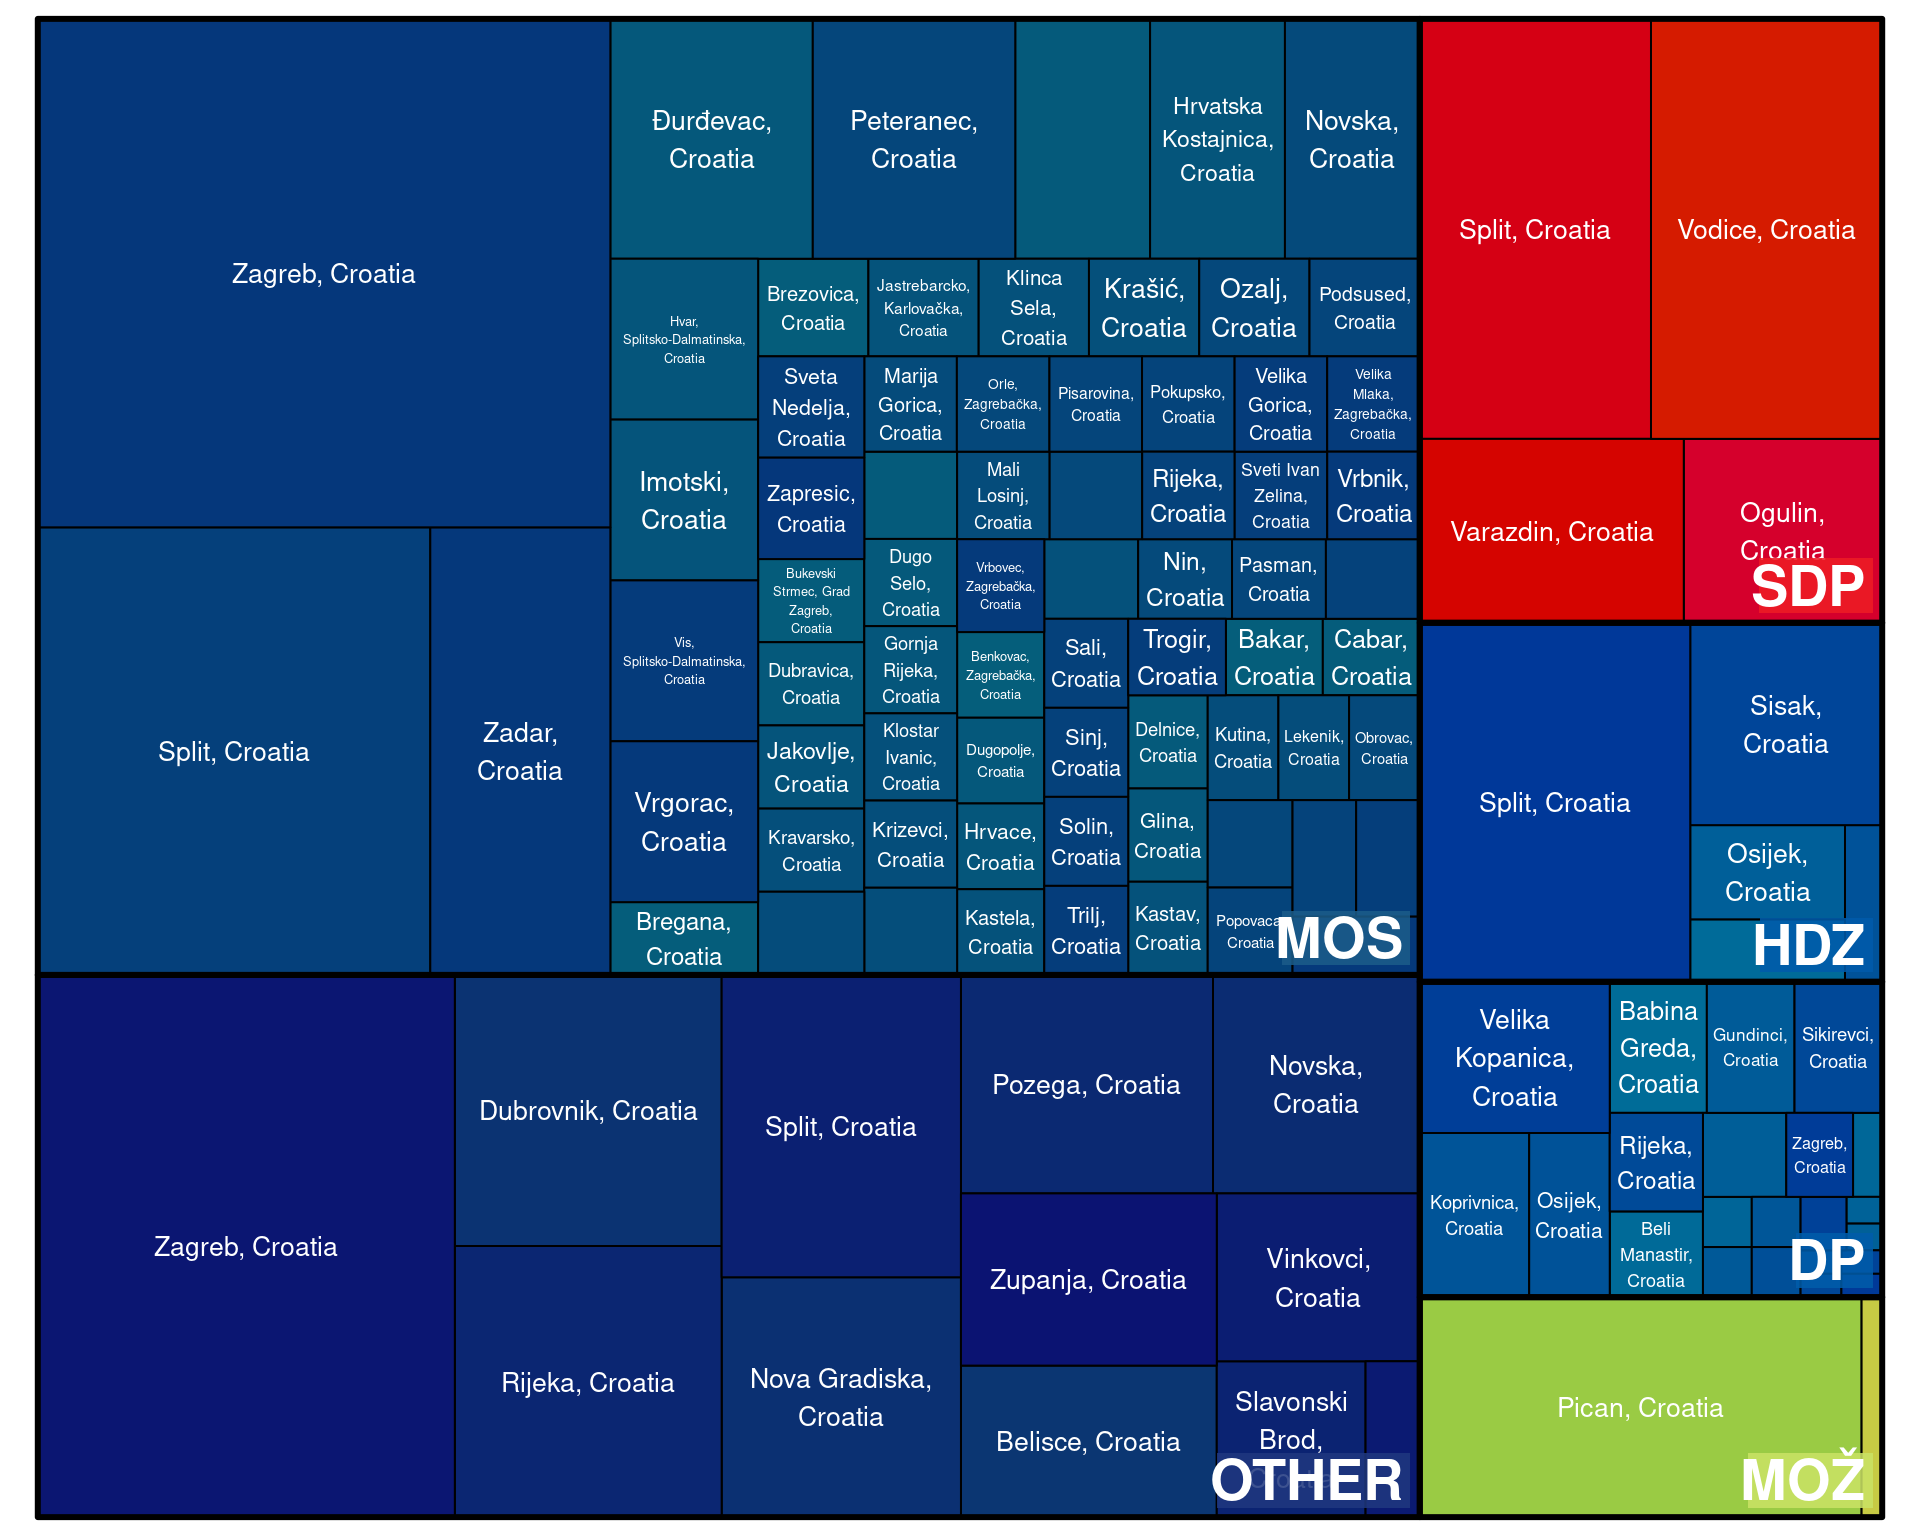 Zagreb, Croatia
Split, Croatia
Zadar,
Croatia
Đurđevac,
Croatia
Peteranec,
Croatia
Hrvatska
Kostajnica,
Croatia
Novska,
Croatia
Hvar,
Splitsko-Dalmatinska,
Croatia
Imotski,
Croatia
Vis,
Splitsko-Dalmatinska,
Croatia
Vrgorac,
Croatia
Bregana,
Croatia
Brezovica,
Croatia
Jastrebarcko,
Karlovačka,
Croatia
Klinca
Sela,
Croatia
Krašić,
Croatia
Ozalj,
Croatia
Podsused,
Croatia
Sveta
Nedelja,
Croatia
Zapresic,
Croatia
Bukevski
Strmec, Grad
Zagreb,
Croatia
Dubravica,
Croatia
Jakovlje,
Croatia
Kravarsko,
Croatia
Marija
Gorica,
Croatia
Orle,
Zagrebačka,
Croatia
Pisarovina,
Croatia
Pokupsko,
Croatia
Velika
Gorica,
Croatia
Velika
Mlaka,
Zagrebačka,
Croatia
Mali
Losinj,
Croatia
Rijeka,
Croatia
Sveti Ivan
Zelina,
Croatia
Vrbnik,
Croatia
Dugo
Selo,
Croatia
Gornja
Rijeka,
Croatia
Klostar
Ivanic,
Croatia
Krizevci,
Croatia
Vrbovec,
Zagrebačka,
Croatia
Benkovac,
Zagrebačka,
Croatia
Dugopolje,
Croatia
Hrvace,
Croatia
Kastela,
Croatia
Nin,
Croatia
Pasman,
Croatia
Sali,
Croatia
Sinj,
Croatia
Solin,
Croatia
Trilj,
Croatia
Trogir,
Croatia
Bakar,
Croatia
Cabar,
Croatia
Delnice,
Croatia
Glina,
Croatia
Kastav,
Croatia
Kutina,
Croatia
Lekenik,
Croatia
Obrovac,
Croatia
Popovaca,
Croatia
MOS
Zagreb, Croatia
Dubrovnik, Croatia
Rijeka, Croatia
Split, Croatia
Nova Gradiska,
Croatia
Pozega, Croatia
Novska,
Croatia
Zupanja, Croatia
Vinkovci,
Croatia
Belisce, Croatia
Slavonski
Brod,
Croatia
OTHER
Split, Croatia
Vodice, Croatia
Varazdin, Croatia
Ogulin,
Croatia
SDP
Split, Croatia
Sisak,
Croatia
Osijek,
Croatia
HDZ
Velika
Kopanica,
Croatia
Koprivnica,
Croatia
Osijek,
Croatia
Babina
Greda,
Croatia
Gundinci,
Croatia
Sikirevci,
Croatia
Rijeka,
Croatia
Beli
Manastir,
Croatia
Zagreb,
Croatia
DP
Pican, Croatia
MOŽ